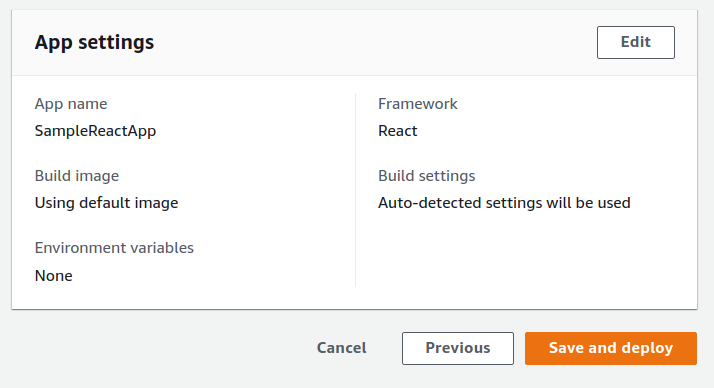 App settings
Edit
App name
SampleReactApp
Framework
React
Build image
Using default image
Build settings
Auto-detected settings will be used
Environment variables
None
Cancel
Previous
Save and deploy